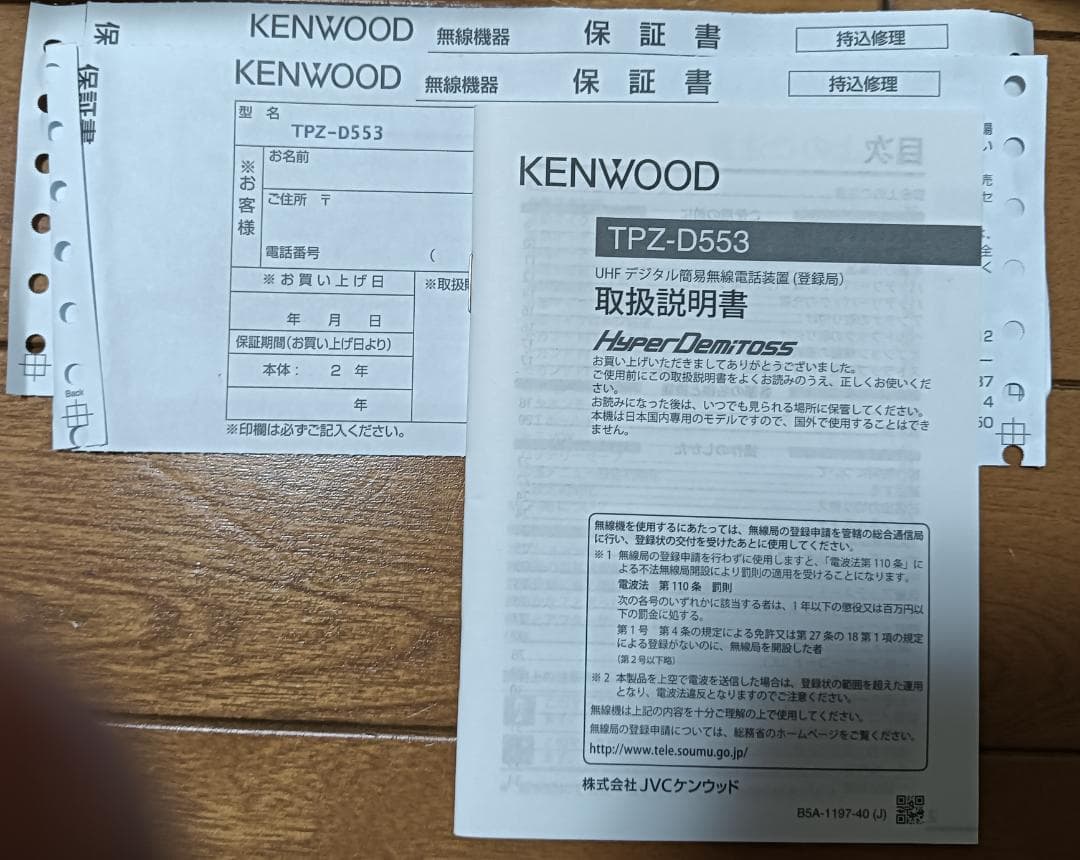 保
KENWOOD 無線機器 保証書 持込修理
保証書
KENWOOD 無線機器 保証書 持込修理
型名
TPZ-D553
※お客様
お名前
ご住所 〒
電話番号 (
※お買い上げ日
※取扱
年 月 日
保証期間(お買い上げ日より)
本体: 2 年
年
※印欄は必ずご記入ください。
Back
目次
KENWOOD
TPZ-D553
UHF デジタル簡易無線電話装置 (登録局)
取扱説明書
HyperDemitoss
お買い上げいただきましてありがとうございました。
ご使用前にこの取扱説明書をよくお読みのうえ、正しくお使いくだ
さい。
お読みになった後は、いつでも見られる場所に保管してください。
本機は日本国内専用のモデルですので、国外で使用することはでき
ません。
無線機を使用するにあたっては、無線局の登録申請を管轄の総合通信局
に行い、登録状の交付を受けたあとに使用してください。
※1 無線局の登録申請を行わずに使用しますと、「電波法第 110 条」に
よる不法無線局開設により罰則の適用を受けることになります。
電波法 第 110 条 罰則
次の各号のいずれかに該当する者は、1 年以下の懲役又は百万円以
下の罰金に処する。
第 1 号 第 4 条の規定による免許又は第 27 条の 18 第 1 項の規定
による登録がないのに、無線局を開設した者
(第 2 号以下略)
※2 本製品を上空で電波を送信した場合は、登録状の範囲を超えた運用
となり、電波法違反となりますのでご注意ください。
無線機は上記の内容を十分ご理解の上で使用してください。
無線局の登録申請については、総務省のホームページをご覧ください。
http://www.tele.soumu.go.jp/
株式会社 JVCケンウッド
B5A-1197-40 (J)